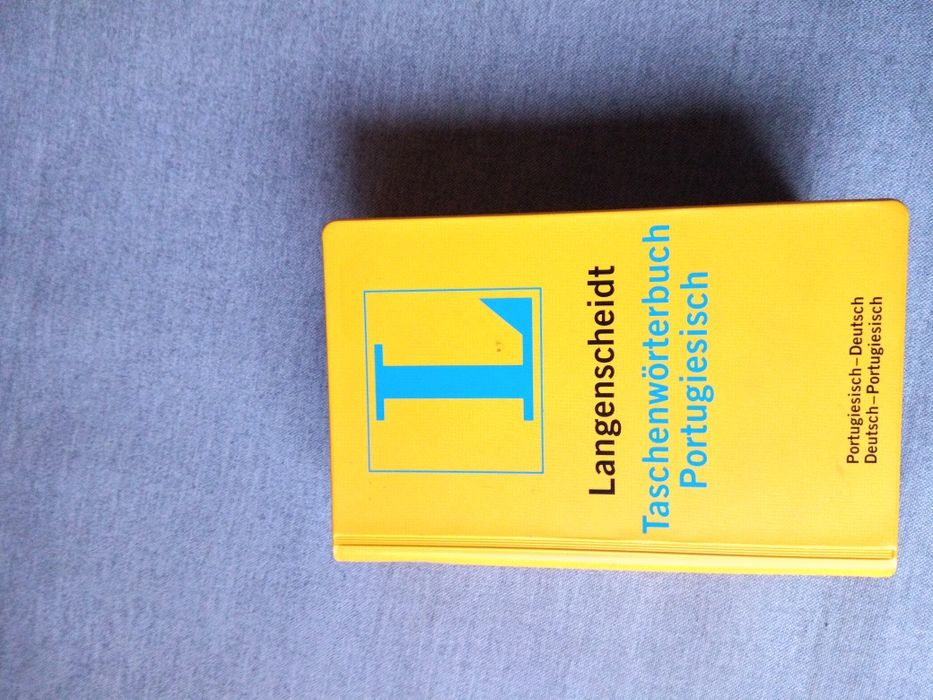 L
Langenscheidt
Taschenwörterbuch
Portugiesisch
Portugiesisch–Deutsch
Deutsch–Portugiesisch